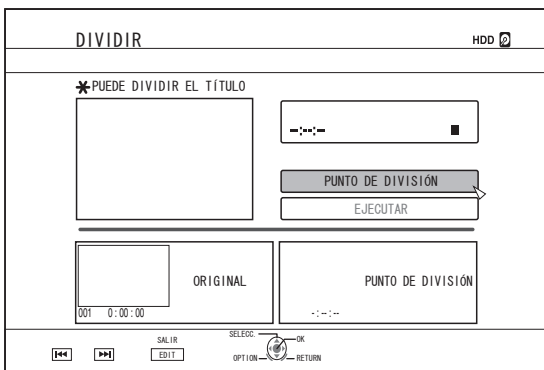 DIVIDIR
HDD
PUEDE DIVIDIR EL TÍTULO
-:--:--
PUNTO DE DIVISIÓN
EJECUTAR
ORIGINAL
001 0:00:00
PUNTO DE DIVISIÓN
-:--:--
SALIR
EDIT
SELECC.
OK
OPTION
RETURN